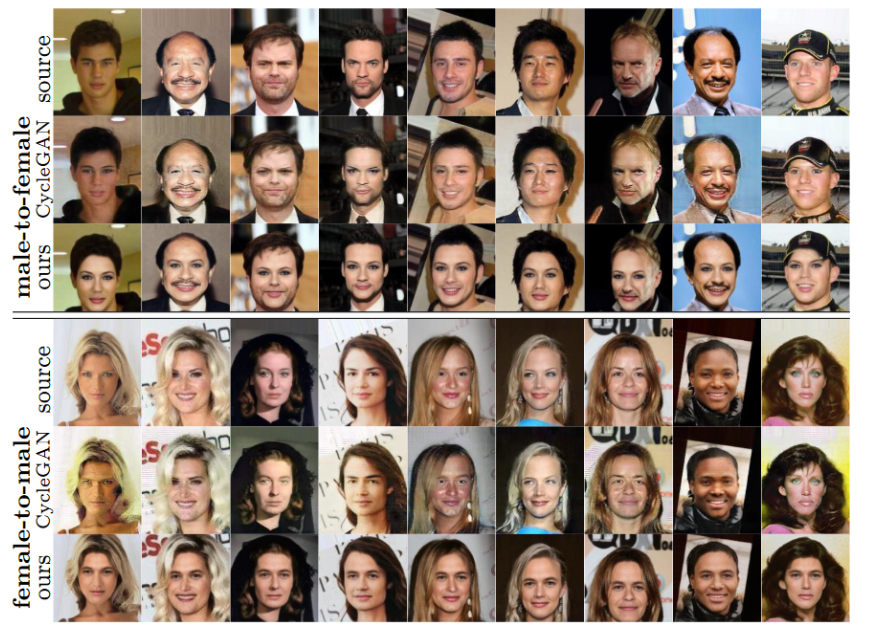 male-to-female
source
CycleGAN
ours
female-to-male
source
CycleGAN
ours